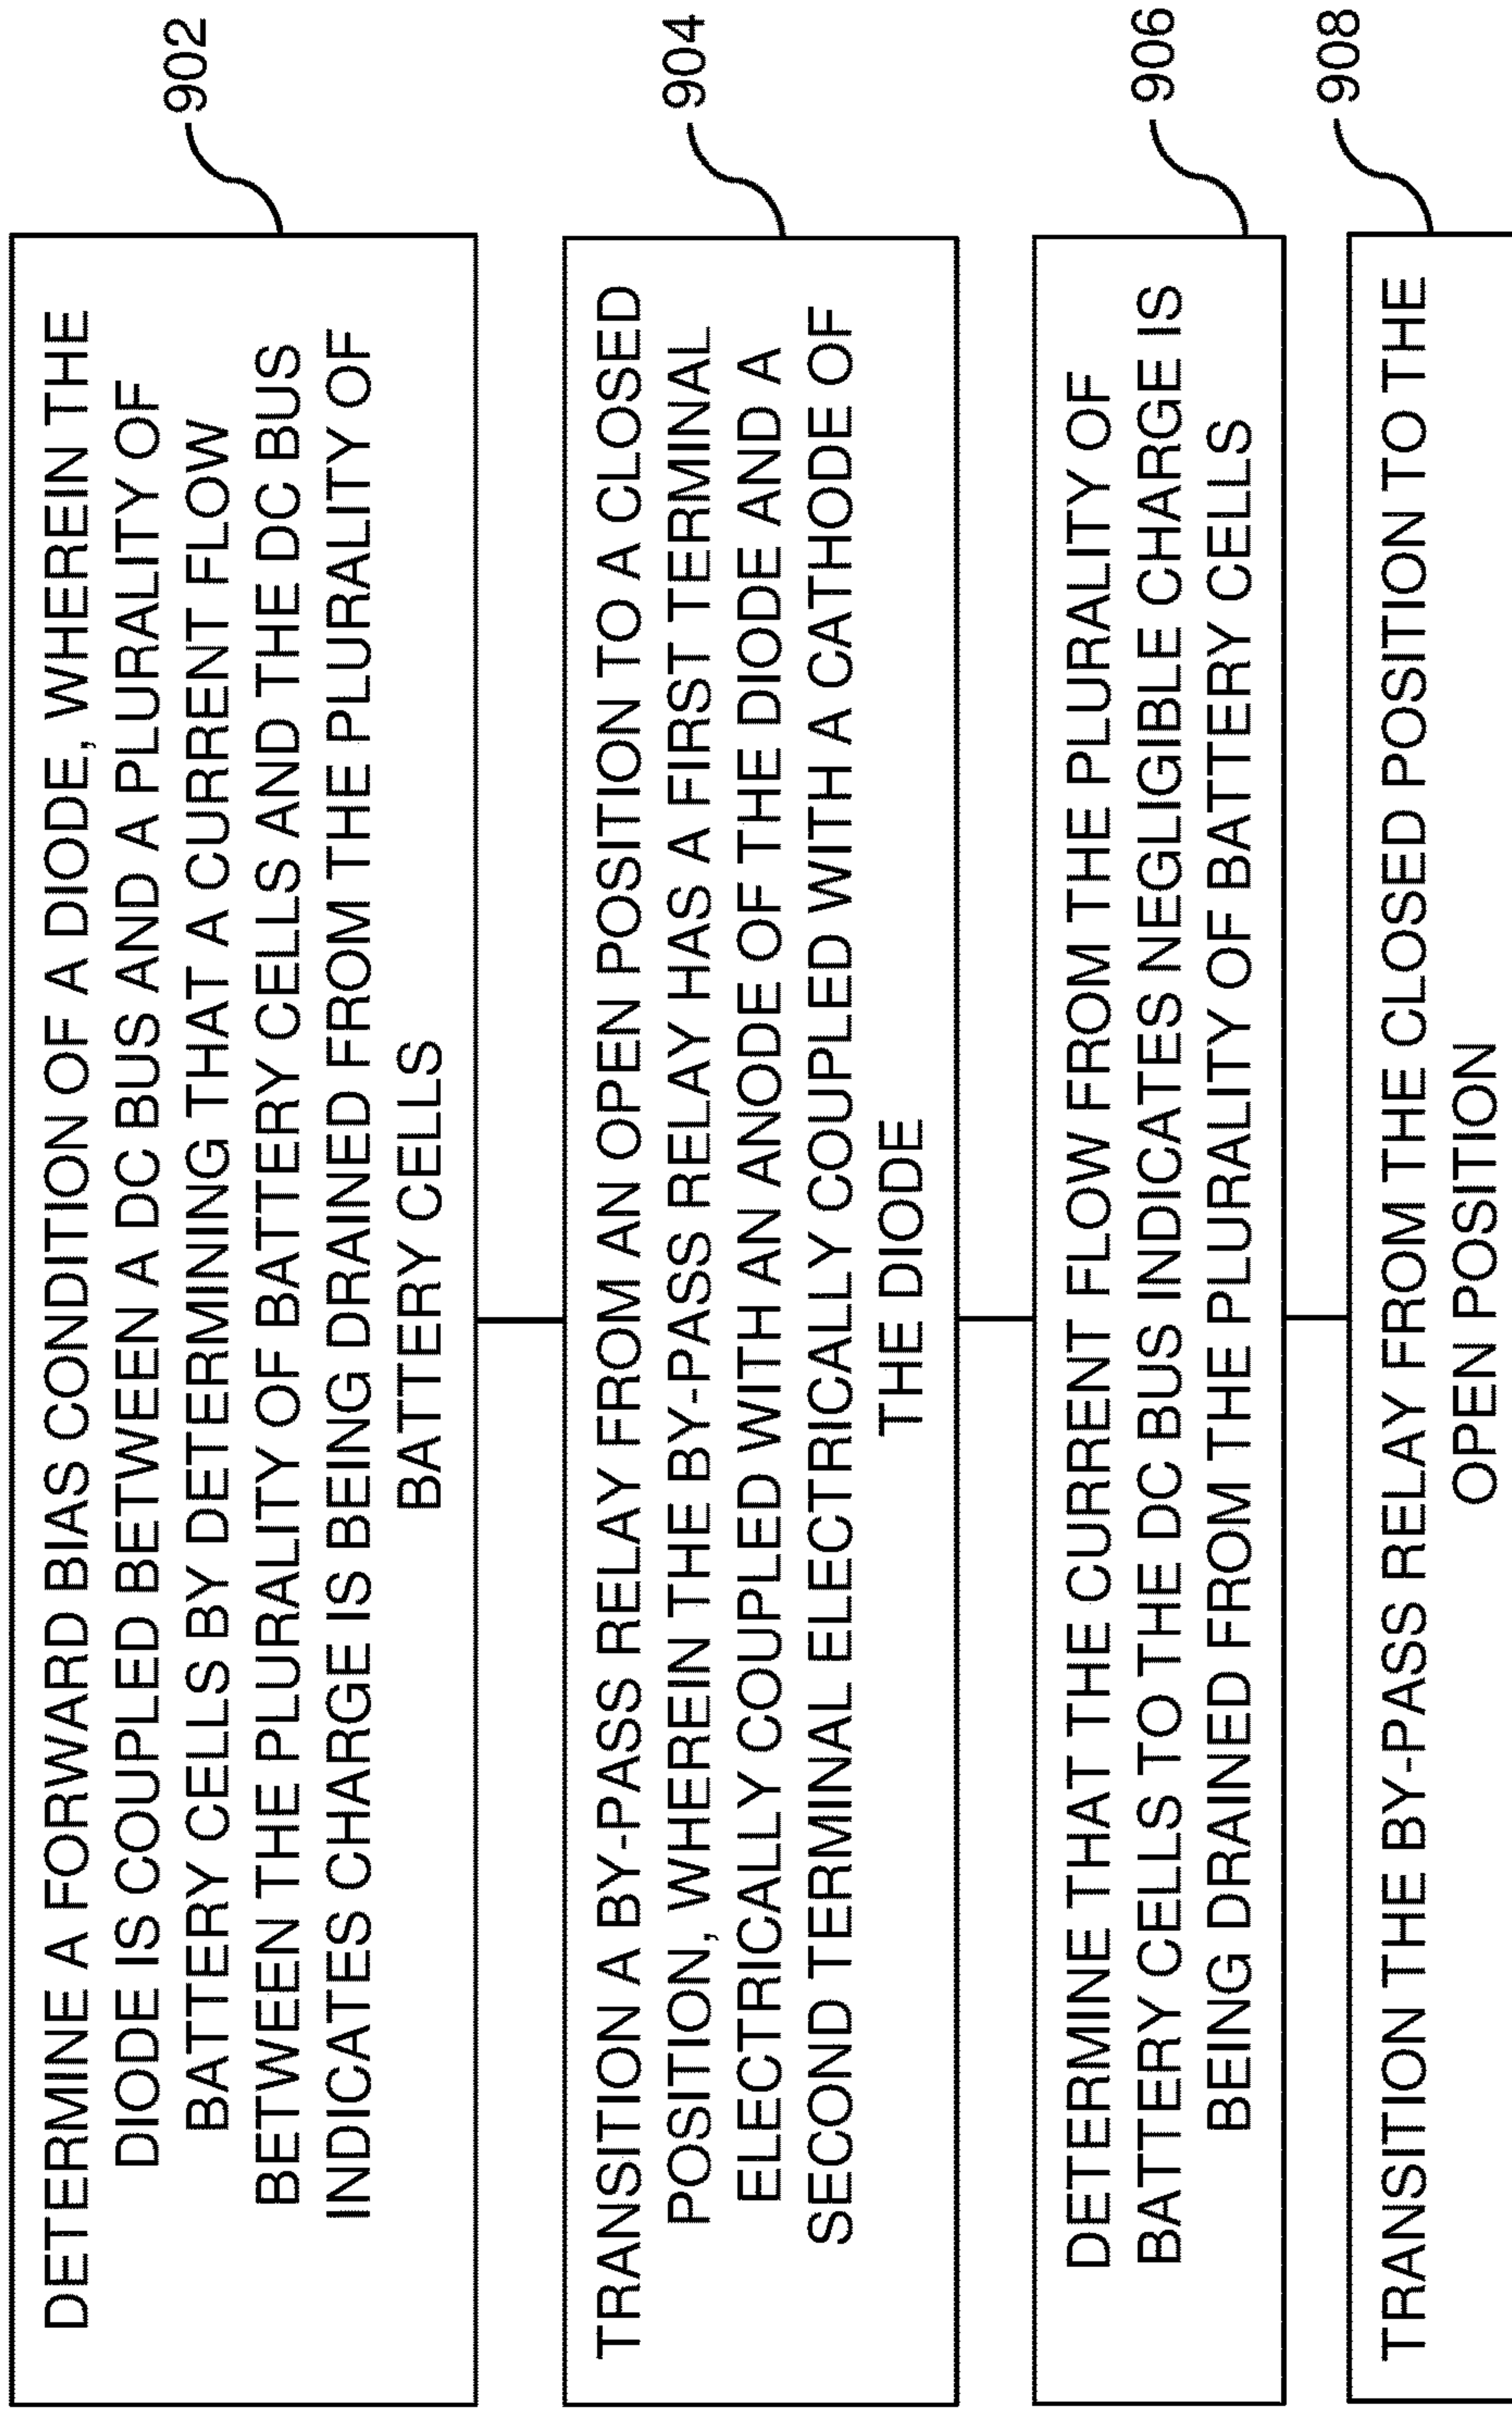 DETERMINE A FORWARD BIAS CONDITION OF A DIODE, WHEREIN THE
DIODE IS COUPLED BETWEEN A DC BUS AND A PLURALITY OF
BATTERY CELLS BY DETERMINING THAT A CURRENT FLOW
BETWEEN THE PLURALITY OF BATTERY CELLS AND THE DC BUS
INDICATES CHARGE IS BEING DRAINED FROM THE PLURALITY OF
BATTERY CELLS
902
TRANSITION A BY-PASS RELAY FROM AN OPEN POSITION TO A CLOSED
POSITION, WHEREIN THE BY-PASS RELAY HAS A FIRST TERMINAL
ELECTRICALLY COUPLED WITH AN ANODE OF THE DIODE AND A
SECOND TERMINAL ELECTRICALLY COUPLED WITH A CATHODE OF
THE DIODE
904
DETERMINE THAT THE CURRENT FLOW FROM THE PLURALITY OF
BATTERY CELLS TO THE DC BUS INDICATES NEGLIGIBLE CHARGE IS
BEING DRAINED FROM THE PLURALITY OF BATTERY CELLS
906
TRANSITION THE BY-PASS RELAY FROM THE CLOSED POSITION TO THE
OPEN POSITION
908